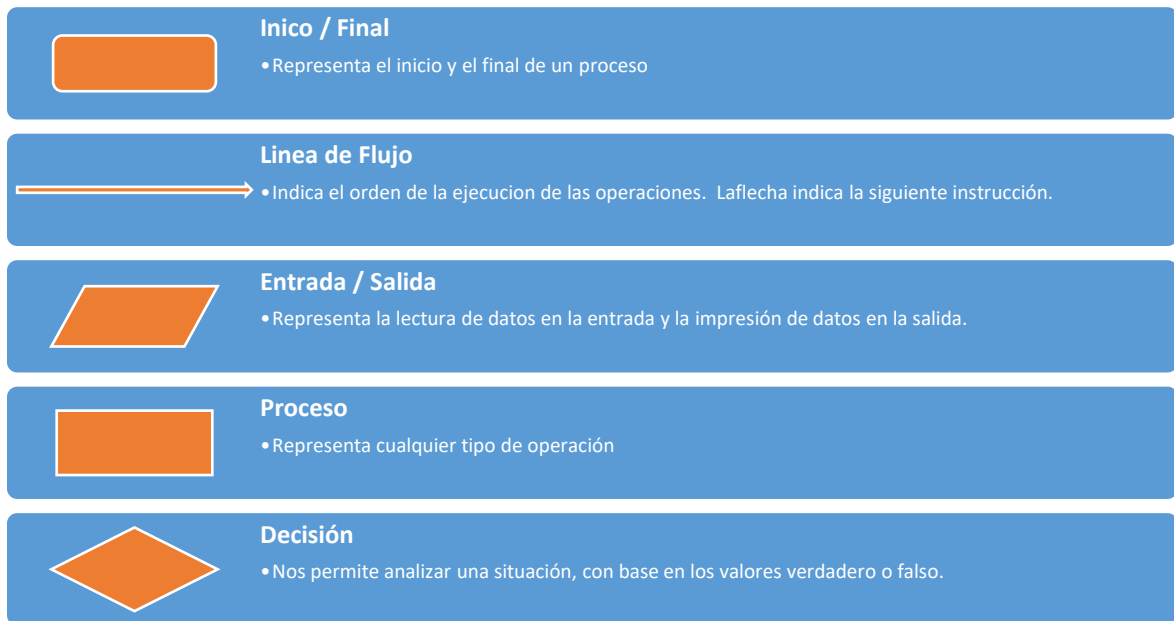 Inico / Final
•Representa el inicio y el final de un proceso
Linea de Flujo
•Indica el orden de la ejecucion de las operaciones. Laflecha indica la siguiente instrucción.
Entrada / Salida
•Representa la lectura de datos en la entrada y la impresión de datos en la salida.
Proceso
•Representa cualquier tipo de operación
Decisión
•Nos permite analizar una situación, con base en los valores verdadero o falso.